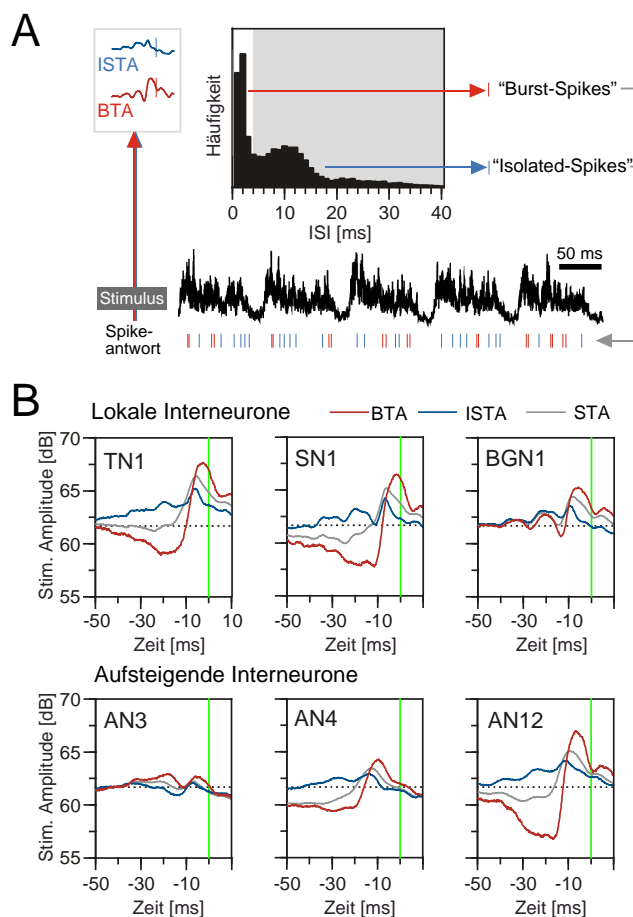 A
ISTA
BTA
Häufigkeit
0 10 20 30 40
ISI [ms]
“Burst-Spikes”
“Isolated-Spikes”
50 ms
Stimulus
Spike-
antwort
B
Lokale Interneurone
BTA ISTA STA
Stim. Amplitude [dB]
70
65
60
55
TN1
SN1
BGN1
-50 -30 -10 10
-50 -30 -10
-50 -30 -10
Zeit [ms] Zeit [ms] Zeit [ms]
Aufsteigende Interneurone
Stim. Amplitude [dB]
70
65
60
55
AN3
AN4
AN12
-50 -30 -10
-50 -30 -10
-50 -30 -10
Zeit [ms] Zeit [ms] Zeit [ms]